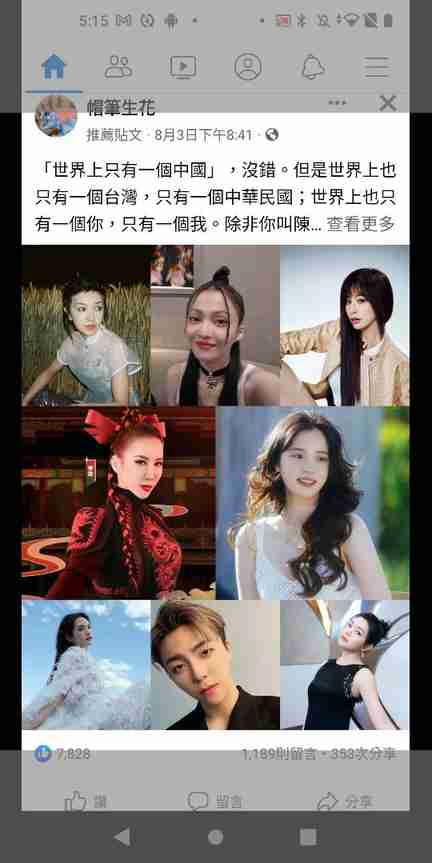 5:15
帽筆生花
推薦貼文 · 8月3日下午8:41 ·
「世界上只有一個中國」，沒錯。但是世界上也
只有一個台灣，只有一個中華民國；世界上也只
有一個你，只有一個我。除非你叫陳... 查看更多
7,828
1,189則留言 · 353次分享
讚 留言 分享